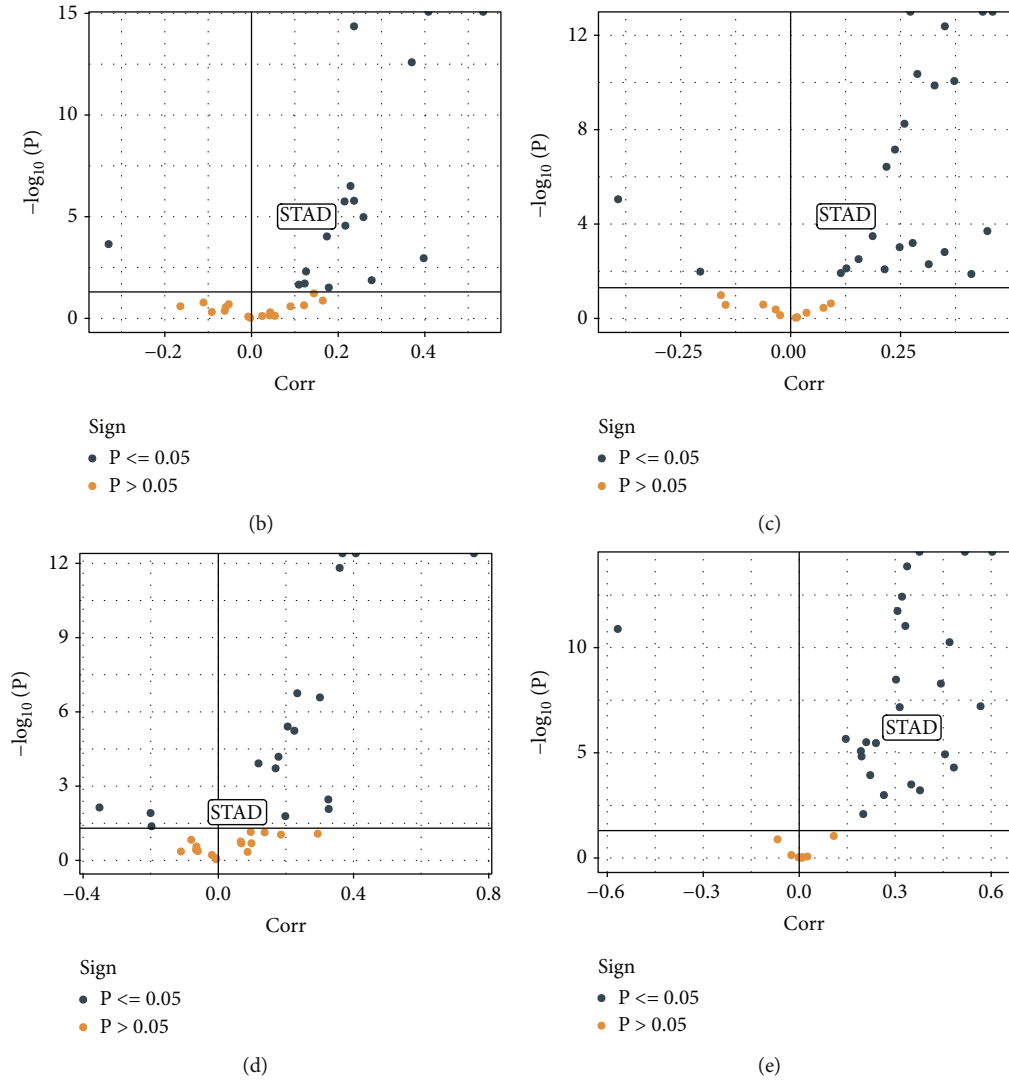 15
15
10
5
0
−log10 (P)
STAD
−0.2
0.0
0.2
0.4
Corr
Sign
P <= 0.05
P > 0.05
(b)
12
8
4
0
−log10 (P)
STAD
−0.25
0.00
0.25
Corr
Sign
P <= 0.05
P > 0.05
(c)
12
9
6
3
0
−log10 (P)
STAD
−0.4
0.0
0.4
0.8
Corr
Sign
P <= 0.05
P > 0.05
(d)
10
5
0
−log10 (P)
STAD
−0.6
−0.3
0.0
0.3
0.6
Corr
Sign
P <= 0.05
P > 0.05
(e)